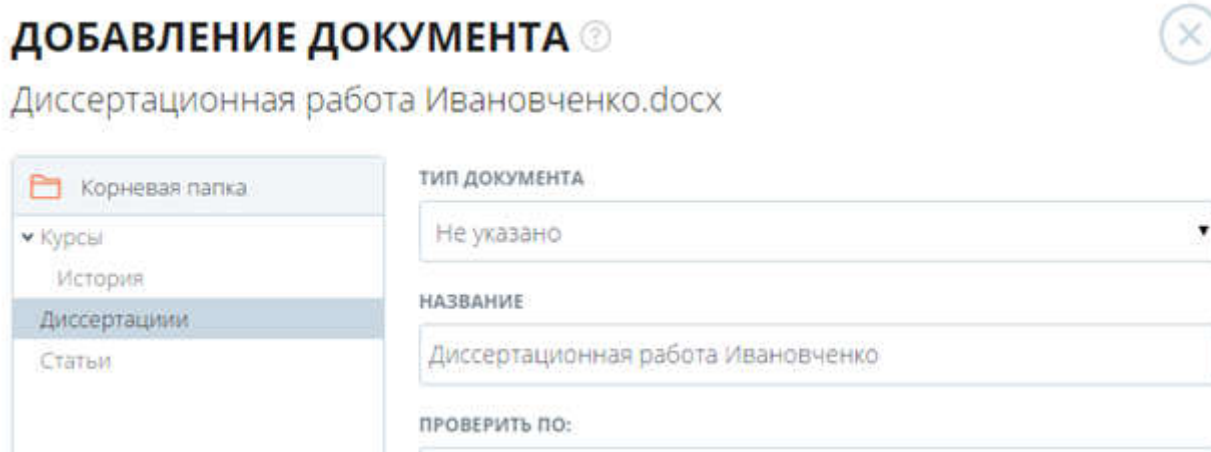 ДОБАВЛЕНИЕ ДОКУМЕНТА ?
Диссертационная работа Ивановченко.docx
Корневая папка
Курсы
История
Диссертациии
Статьи
ТИП ДОКУМЕНТА
Не указано
НАЗВАНИЕ
Диссертационная работа Ивановченко
ПРОВЕРИТЬ ПО: